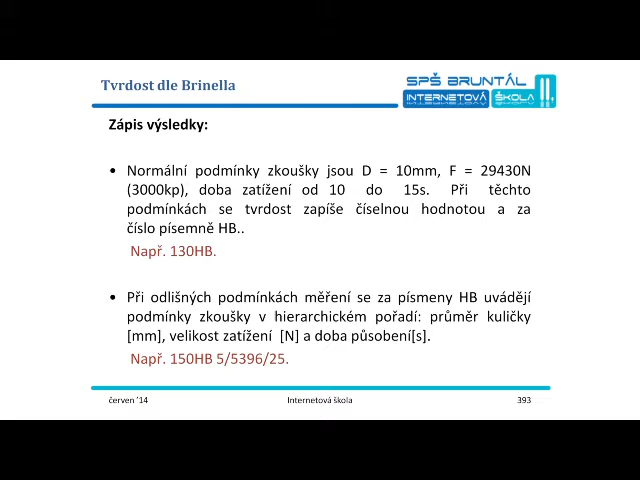 Tvrdost dle Brinella
SPŠ BRUNTÁL
INTERNETOVÁ ŠKOLA
Zápis výsledky:
• Normální podmínky zkoušky jsou D = 10mm, F = 29430N
(3000kp), doba zatížení od 10 do 15s. Při těchto
podmínkách se tvrdost zapíše číselnou hodnotou a za
číslo písemně HB..
Např. 130HB.
• Při odlišných podmínkách měření se za písmeny HB uvádějí
podmínky zkoušky v hierarchickém pořadí: průměr kuličky
[mm], velikost zatížení [N] a doba působení[s].
Např. 150HB 5/5396/25.
červen ’14 Internetová škola 393